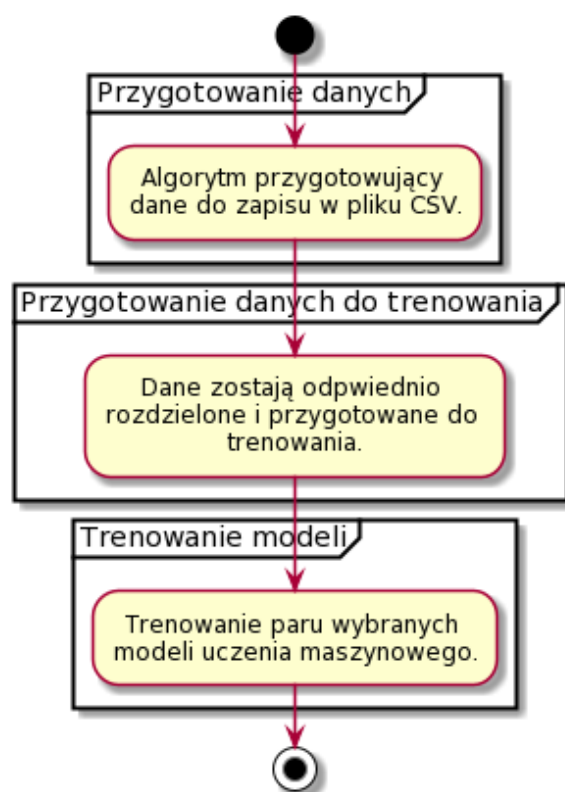 Przygotowanie danych
Algorytm przygotowujący
dane do zapisu w pliku CSV.
Przygotowanie danych do trenowania
Dane zostają odpwiednio
rozdzielone i przygotowane do
trenowania.
Trenowanie modeli
Trenowanie paru wybranych
modeli uczenia maszynowego.